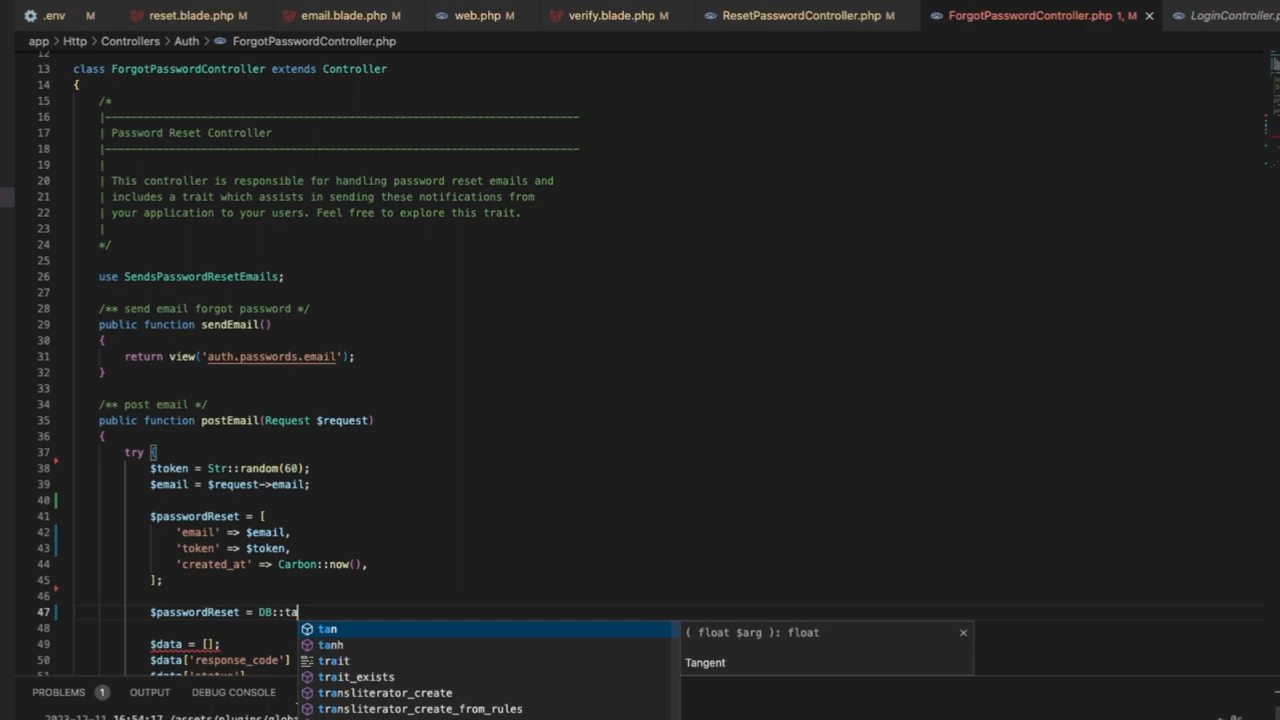 .env M reset.blade.php M email.blade.php M web.php M verify.blade.php M ResetPasswordController.php M ForgotPasswordController.php 1, M LoginController.p
app > Http > Controllers > Auth > ForgotPasswordController.php
12
13 class ForgotPasswordController extends Controller
14 {
15 /*
16 |--------------------------------------------------------------------------
17 | Password Reset Controller
18 |--------------------------------------------------------------------------
19 |
20 | This controller is responsible for handling password reset emails and
21 | includes a trait which assists in sending these notifications from
22 | your application to your users. Feel free to explore this trait.
23 |
24 */
25
26 use SendsPasswordResetEmails;
27
28 /** send email forgot password */
29 public function sendEmail()
30 {
31 return view('auth.passwords.email');
32 }
33
34 /** post email */
35 public function postEmail(Request $request)
36 {
37 try {
38 $token = Str::random(60);
39 $email = $request->email;
40
41 $passwordReset = [
42 'email' => $email,
43 'token' => $token,
44 'created_at' => Carbon::now(),
45 ];
46
47 $passwordReset = DB::ta
48
49 $data = [];
50 $data['response_code']
tan
tanh
trait
trait_exists
transliterator_create
transliterator_create_from_rules
( float $arg ): float
Tangent
PROBLEMS 1 OUTPUT DEBUG CONSOLE